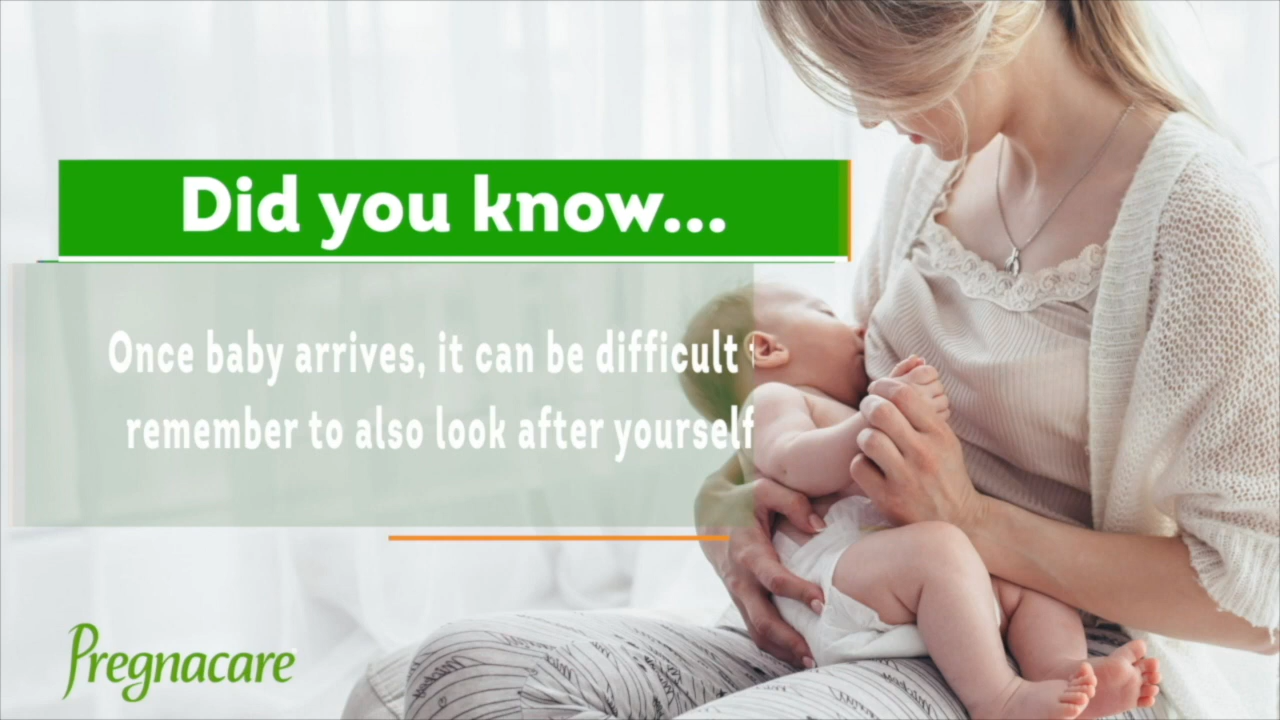 Did you know...
Once baby arrives, it can be difficult
remember to also look after yourself
Pregnacare